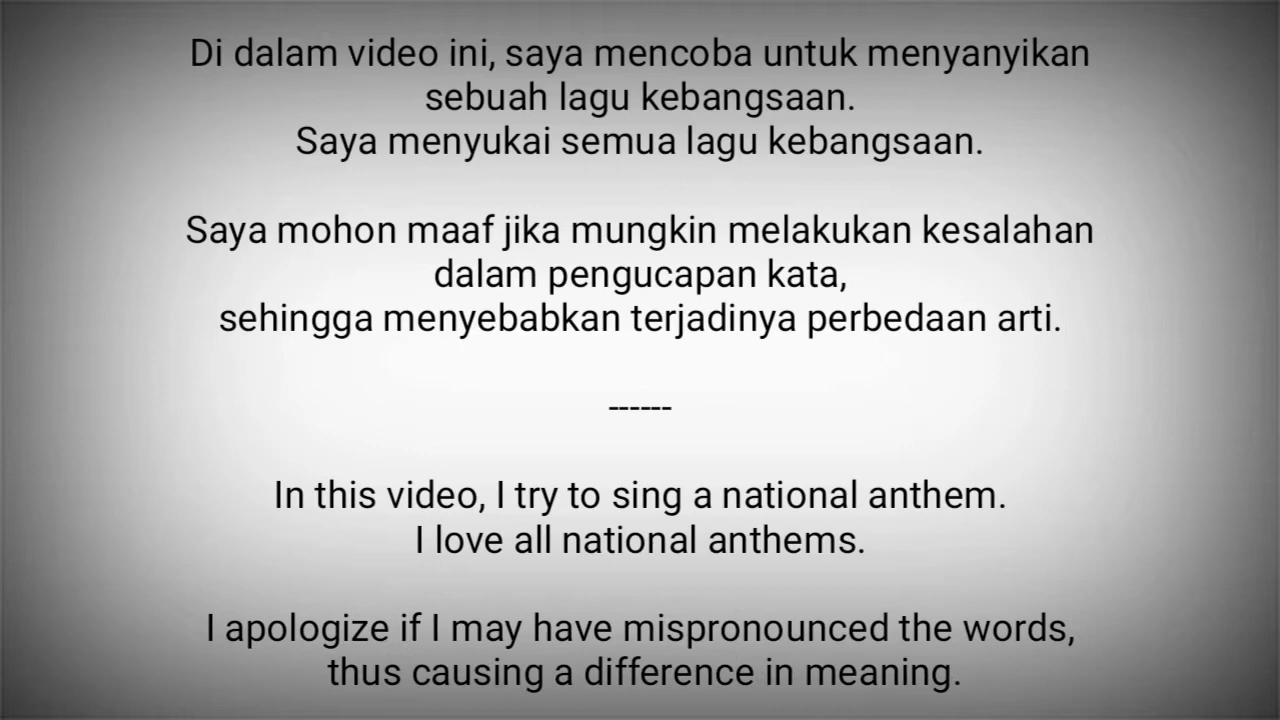 Di dalam video ini, saya mencoba untuk menyanyikan
sebuah lagu kebangsaan.
Saya menyukai semua lagu kebangsaan.
Saya mohon maaf jika mungkin melakukan kesalahan
dalam pengucapan kata,
sehingga menyebabkan terjadinya perbedaan arti.
------
In this video, I try to sing a national anthem.
I love all national anthems.
I apologize if I may have mispronounced the words,
thus causing a difference in meaning.